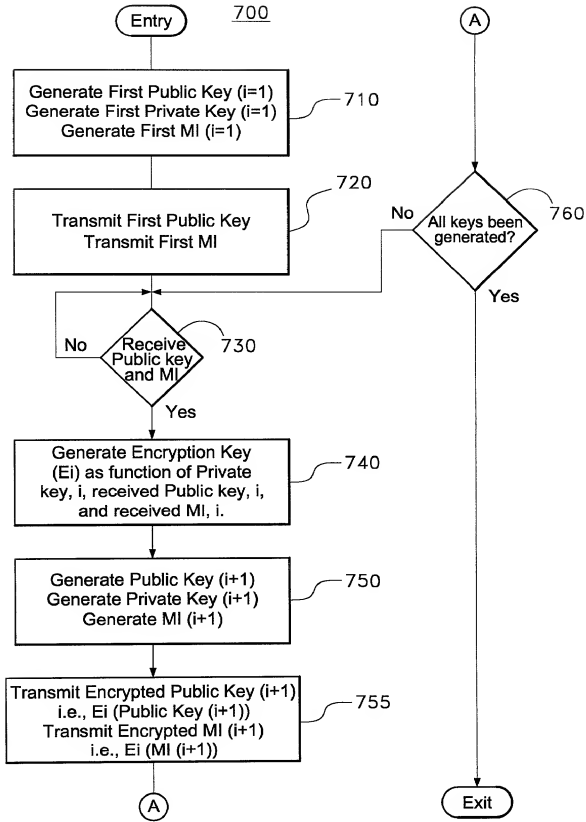 Entry
700
Generate First Public Key (i=1)
Generate First Private Key (i=1)
Generate First MI (i=1)
710
Transmit First Public Key
Transmit First MI
720
No
Receive
Public key
and MI
730
Yes
Generate Encryption Key
(Ei) as function of Private
key, i, received Public key, i,
and received MI, i.
740
Generate Public Key (i+1)
Generate Private Key (i+1)
Generate MI (i+1)
750
Transmit Encrypted Public Key (i+1)
i.e., Ei (Public Key (i+1))
Transmit Encrypted MI (i+1)
i.e., Ei (MI (i+1))
755
A
A
No
All keys been
generated?
760
Yes
Exit